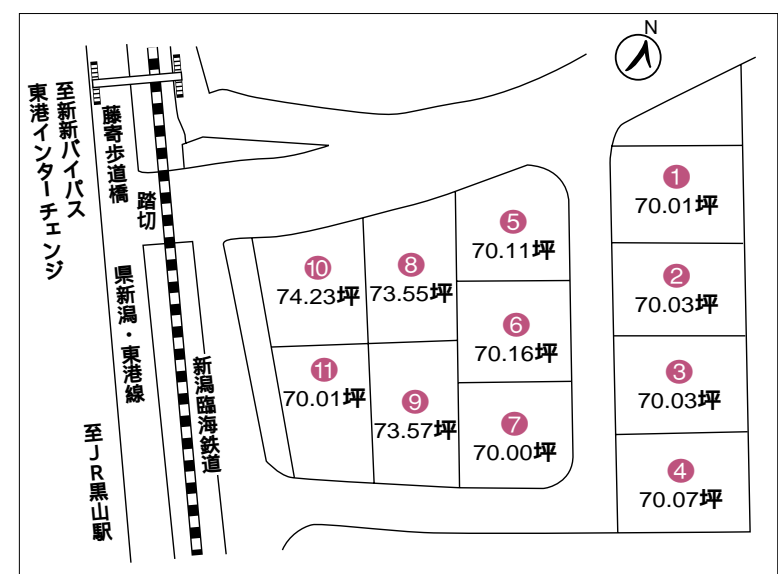 N
至新新バイパス
東港インターチェンジ
藤寄歩道橋
踏切
県新潟・東港線
新潟臨海鉄道
至JR黒山駅
❶
70.01坪
❷
70.03坪
❸
70.03坪
❹
70.07坪
❺
70.11坪
❻
70.16坪
❼
70.00坪
❽
73.55坪
❾
73.57坪
❿
74.23坪
⓫
70.01坪